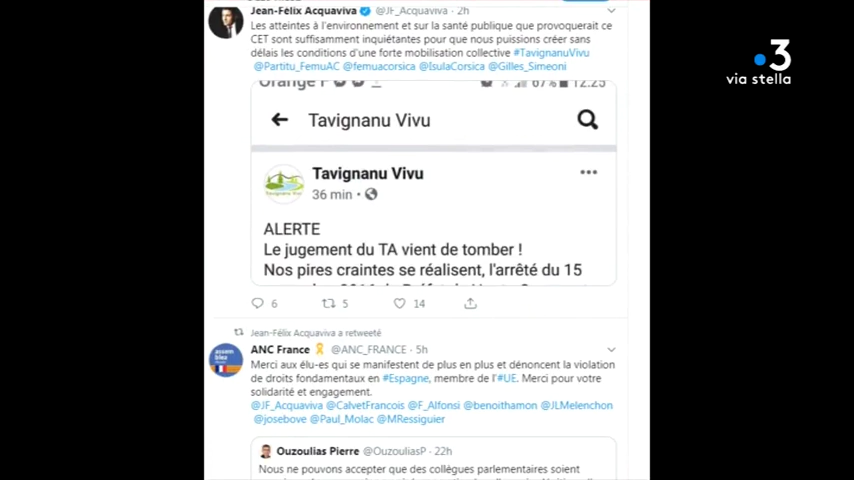 Jean-Félix Acquaviva @JF_Acquaviva · 2h
Les atteintes à l'environnement et sur la santé publique que provoquerait ce
CET sont suffisamment inquiétantes pour que nous puissions créer sans
délais les conditions d'une forte mobilisation collective #TavignanuVivu
@Partitu_FemuAC @femuacorsica @IsulaCorsica @Gilles_Simeoni
3
via stella
Orange F 67% 12:25
Tavignanu Vivu
Tavignanu Vivu
Tavignanu Vivu
36 min ·
ALERTE
Le jugement du TA vient de tomber !
Nos pires craintes se réalisent, l'arrêté du 15
6 5 14
Jean-Félix Acquaviva a retweeté
ANC France @ANC_FRANCE · 5h
Merci aux élu-es qui se manifestent de plus en plus et dénoncent la violation
de droits fondamentaux en #Espagne, membre de l'#UE. Merci pour votre
solidarité et engagement.
@JF_Acquaviva @CalvetFrancois @F_Alfonsi @benoithamon @JLMelenchon
@josebove @Paul_Molac @MRessiguier
Ouzoulias Pierre @OuzouliasP · 22h
Nous ne pouvons accepter que des collègues parlementaires soient